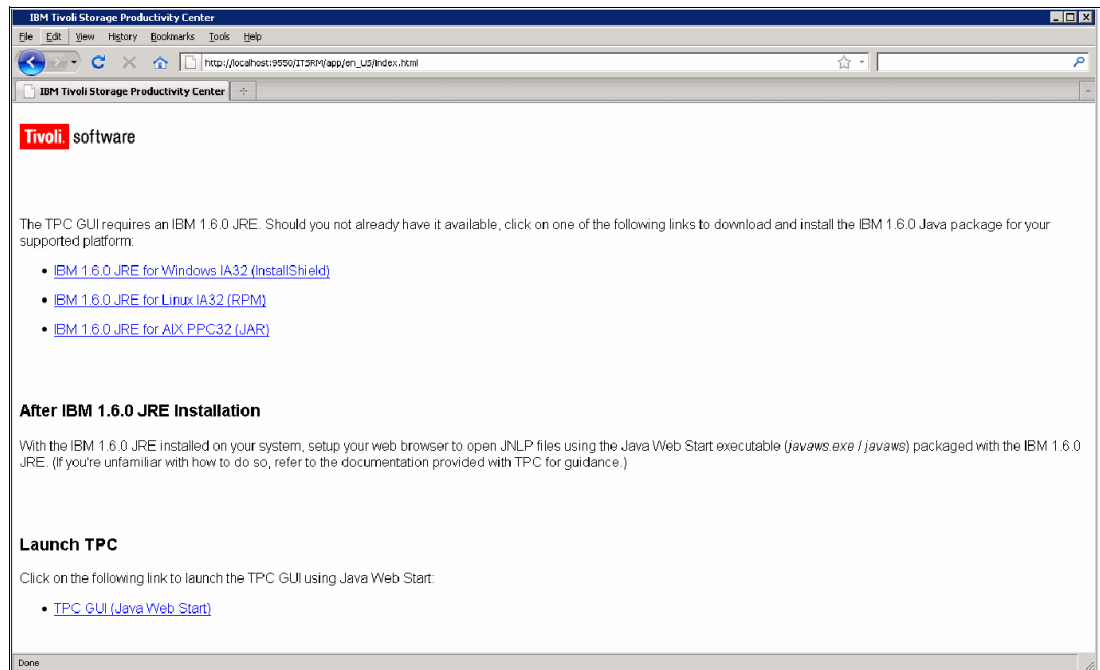 IBM Tivoli Storage Productivity Center
File Edit View History Bookmarks Tools Help
http://localhost:9550/ITSRM/app/en_US/index.html
IBM Tivoli Storage Productivity Center
Tivoli. software
The TPC GUI requires an IBM 1.6.0 JRE. Should you not already have it available, click on one of the following links to download and install the IBM 1.6.0 Java package for your
supported platform:
• IBM 1.6.0 JRE for Windows IA32 (InstallShield)
• IBM 1.6.0 JRE for Linux IA32 (RPM)
• IBM 1.6.0 JRE for AIX PPC32 (JAR)
After IBM 1.6.0 JRE Installation
With the IBM 1.6.0 JRE installed on your system, setup your web browser to open JNLP files using the Java Web Start executable (javaws.exe / javaws) packaged with the IBM 1.6.0
JRE. (If you're unfamiliar with how to do so, refer to the documentation provided with TPC for guidance.)
Launch TPC
Click on the following link to launch the TPC GUI using Java Web Start:
• TPC GUI (Java Web Start)
Done